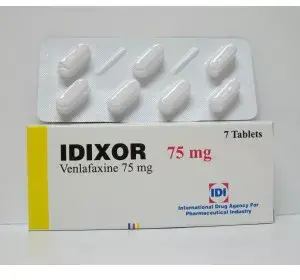 7 Tablets
IDIXOR 75 mg
Venlafaxine 75 mg
IDI
International Drug Agency For
Pharmaceutical Industry